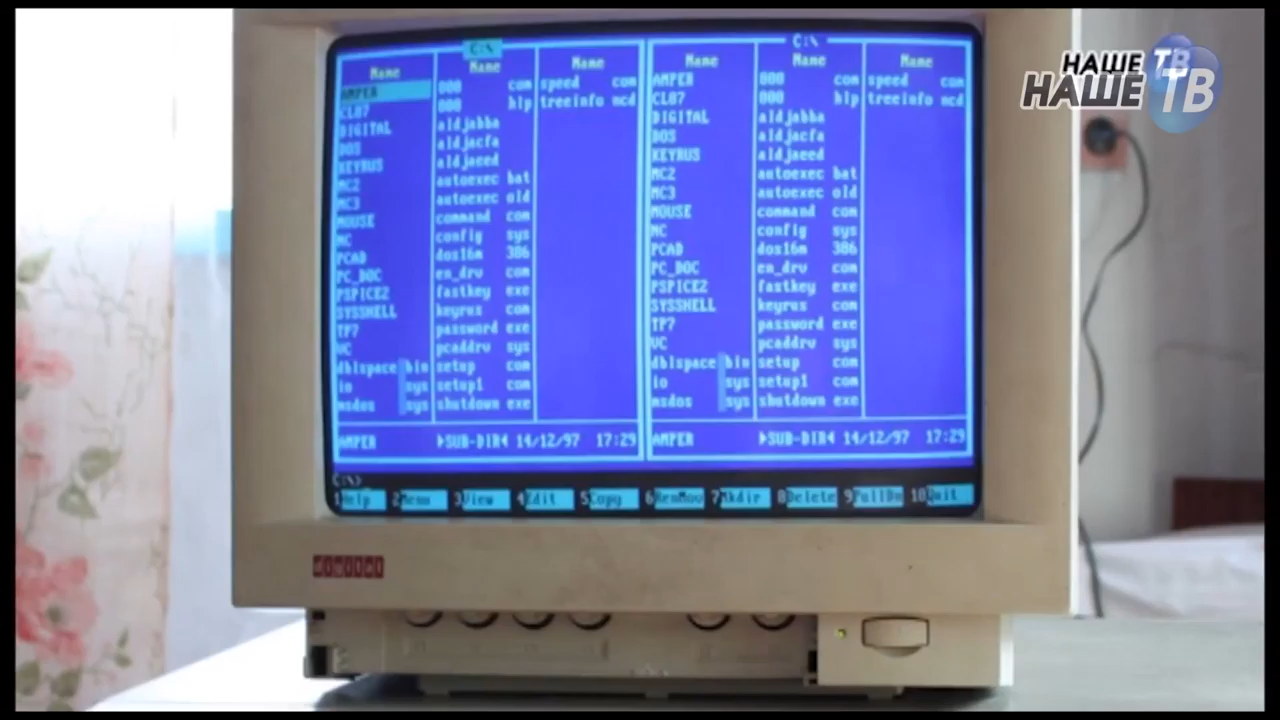 НАШЕ ТВ
НАШЕ ТВ
C:\ C:\
Name Name Name Name Name Name
AMPER 000 com speed com AMPER 000 com speed com
CL87 000 hlp treeinfo ncd CL87 000 hlp treeinfo ncd
DIGITAL aldjabba DIGITAL aldjabba
DOS aldjacfa DOS aldjacfa
KEYRUS aldjaeed KEYRUS aldjaeed
MC2 autoexec bat MC2 autoexec bat
MC3 autoexec old MC3 autoexec old
MOUSE command com MOUSE command com
NC config sys NC config sys
PCAD dos16m 386 PCAD dos16m 386
PC_DOC en_drv com PC_DOC en_drv com
PSPICE2 fastkey exe PSPICE2 fastkey exe
SYSSHELL keyrus com SYSSHELL keyrus com
TP7 password exe TP7 password exe
VC pcaddrv sys VC pcaddrv sys
dblspace bin setup com dblspace bin setup com
io sys setup1 com io sys setup1 com
msdos sys shutdown exe msdos sys shutdown exe
AMPER ►SUB-DIR◄ 14/12/97 17:29 AMPER ►SUB-DIR◄ 14/12/97 17:29
C:\>
1Help 2Menu 3View 4Edit 5Copy 6RenMov 7Mkdir 8Delete 9PullDn 10Quit
digital